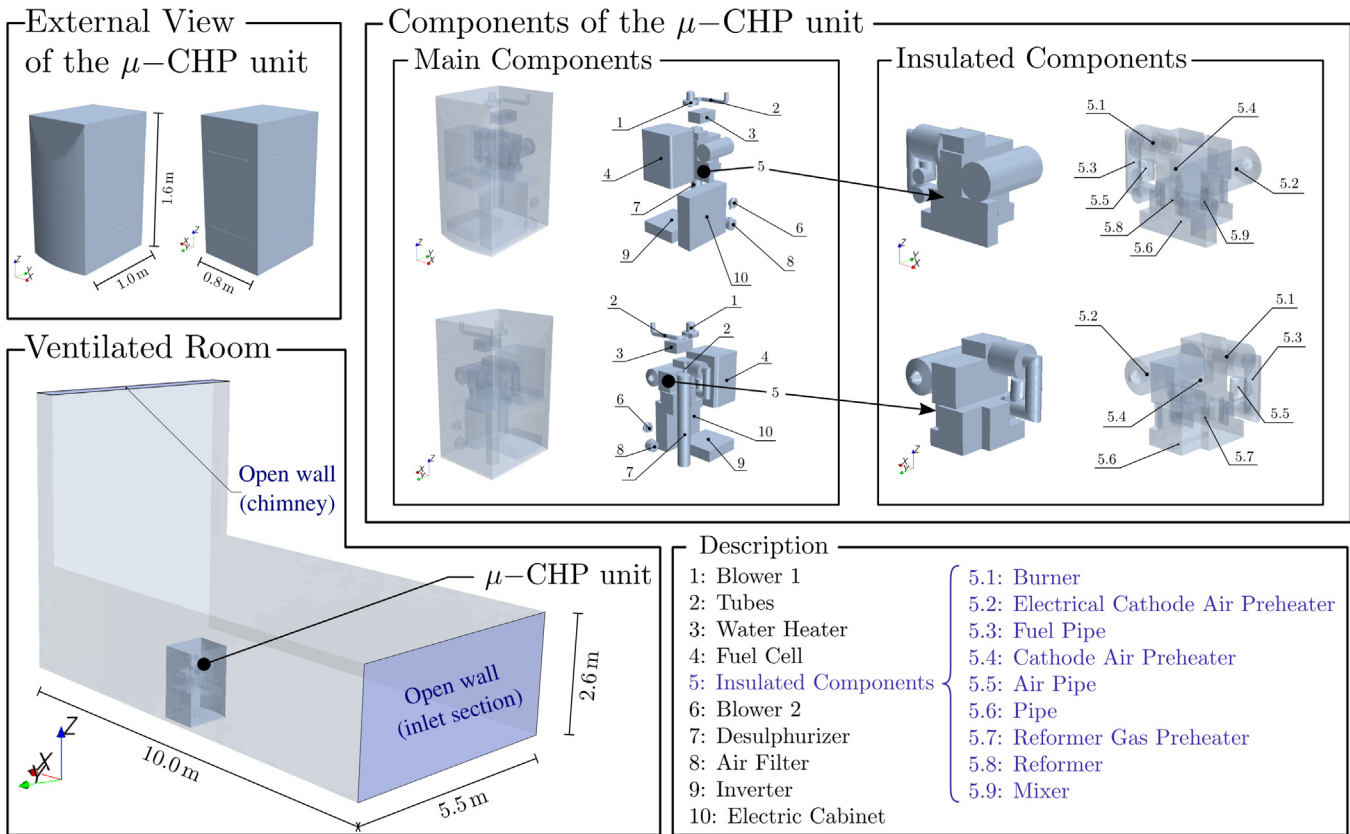 External View
of the μ−CHP unit
1.6 m
1.0 m
0.8 m
Z
Y
X
X
Y
Z
Components of the μ−CHP unit
Main Components
1
2
3
4
5
7
6
9
8
10
Z
Y
X
2
1
2
3
4
5
6
10
8
9
7
X
Y
Z
Insulated Components
5.1
5.4
5.3
5.2
5.5
5.8
5.9
5.6
Z
Y
X
Z
Y
X
5.1
5.2
5.3
5.4
5.5
5.6
5.7
X
Y
Z
X
Y
Z
Ventilated Room
Open wall
(chimney)
μ−CHP unit
Open wall
(inlet section)
2.6 m
10.0 m
5.5 m
Z
X
Y
Description
1: Blower 1
2: Tubes
3: Water Heater
4: Fuel Cell
5: Insulated Components
6: Blower 2
7: Desulphurizer
8: Air Filter
9: Inverter
10: Electric Cabinet
5.1: Burner
5.2: Electrical Cathode Air Preheater
5.3: Fuel Pipe
5.4: Cathode Air Preheater
5.5: Air Pipe
5.6: Pipe
5.7: Reformer Gas Preheater
5.8: Reformer
5.9: Mixer